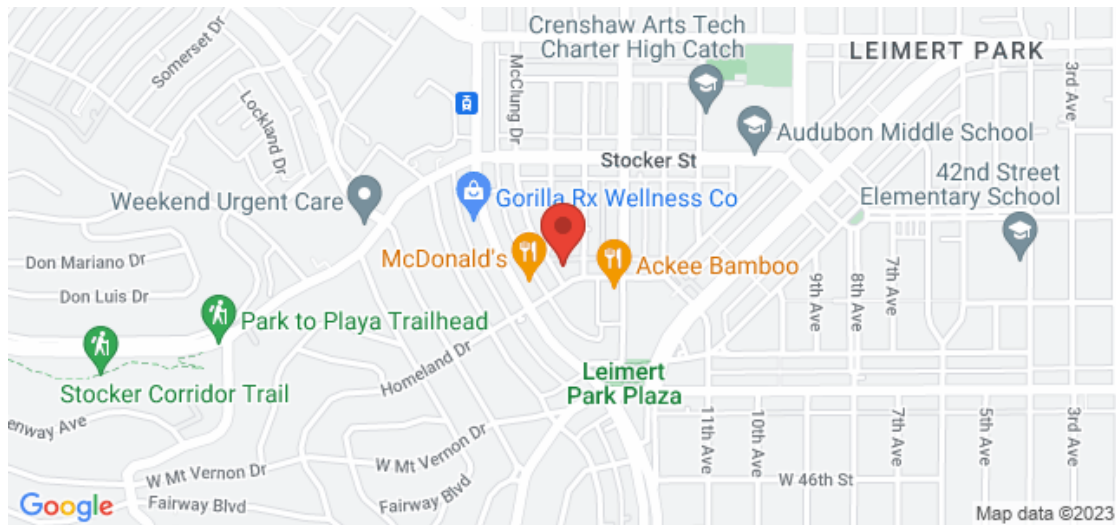 Crenshaw Arts Tech
Charter High Catch
LEIMERT PARK
Somerset Dr
McClung Dr
3rd Ave
Lockland Dr
Audubon Middle School
Stocker St
42nd Street
Elementary School
Weekend Urgent Care
Gorilla Rx Wellness Co
McDonald's
Ackee Bamboo
Don Mariano Dr
Don Luis Dr
9th Ave
8th Ave
7th Ave
Park to Playa Trailhead
Homeland Dr
Leimert
Park Plaza
Stocker Corridor Trail
enway Ave
11th Ave
10th Ave
7th Ave
5th Ave
3rd Ave
W Mt Vernon Dr
W Mt Vernon Dr
W 46th St
Fairway Blvd
Fairway Blvd
Google
Map data ©2023